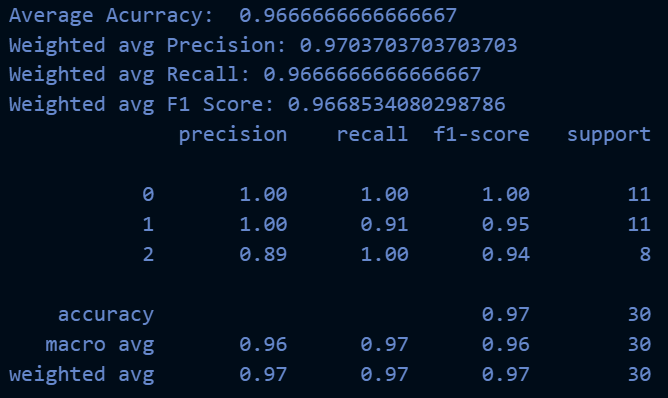 Average Acurracy:  0.9666666666666667
Weighted avg Precision: 0.9703703703703703
Weighted avg Recall: 0.9666666666666667
Weighted avg F1 Score: 0.9668534080298786
              precision    recall  f1-score   support

           0       1.00      1.00      1.00        11
           1       1.00      0.91      0.95        11
           2       0.89      1.00      0.94         8

    accuracy                           0.97        30
   macro avg       0.96      0.97      0.96        30
weighted avg       0.97      0.97      0.97        30